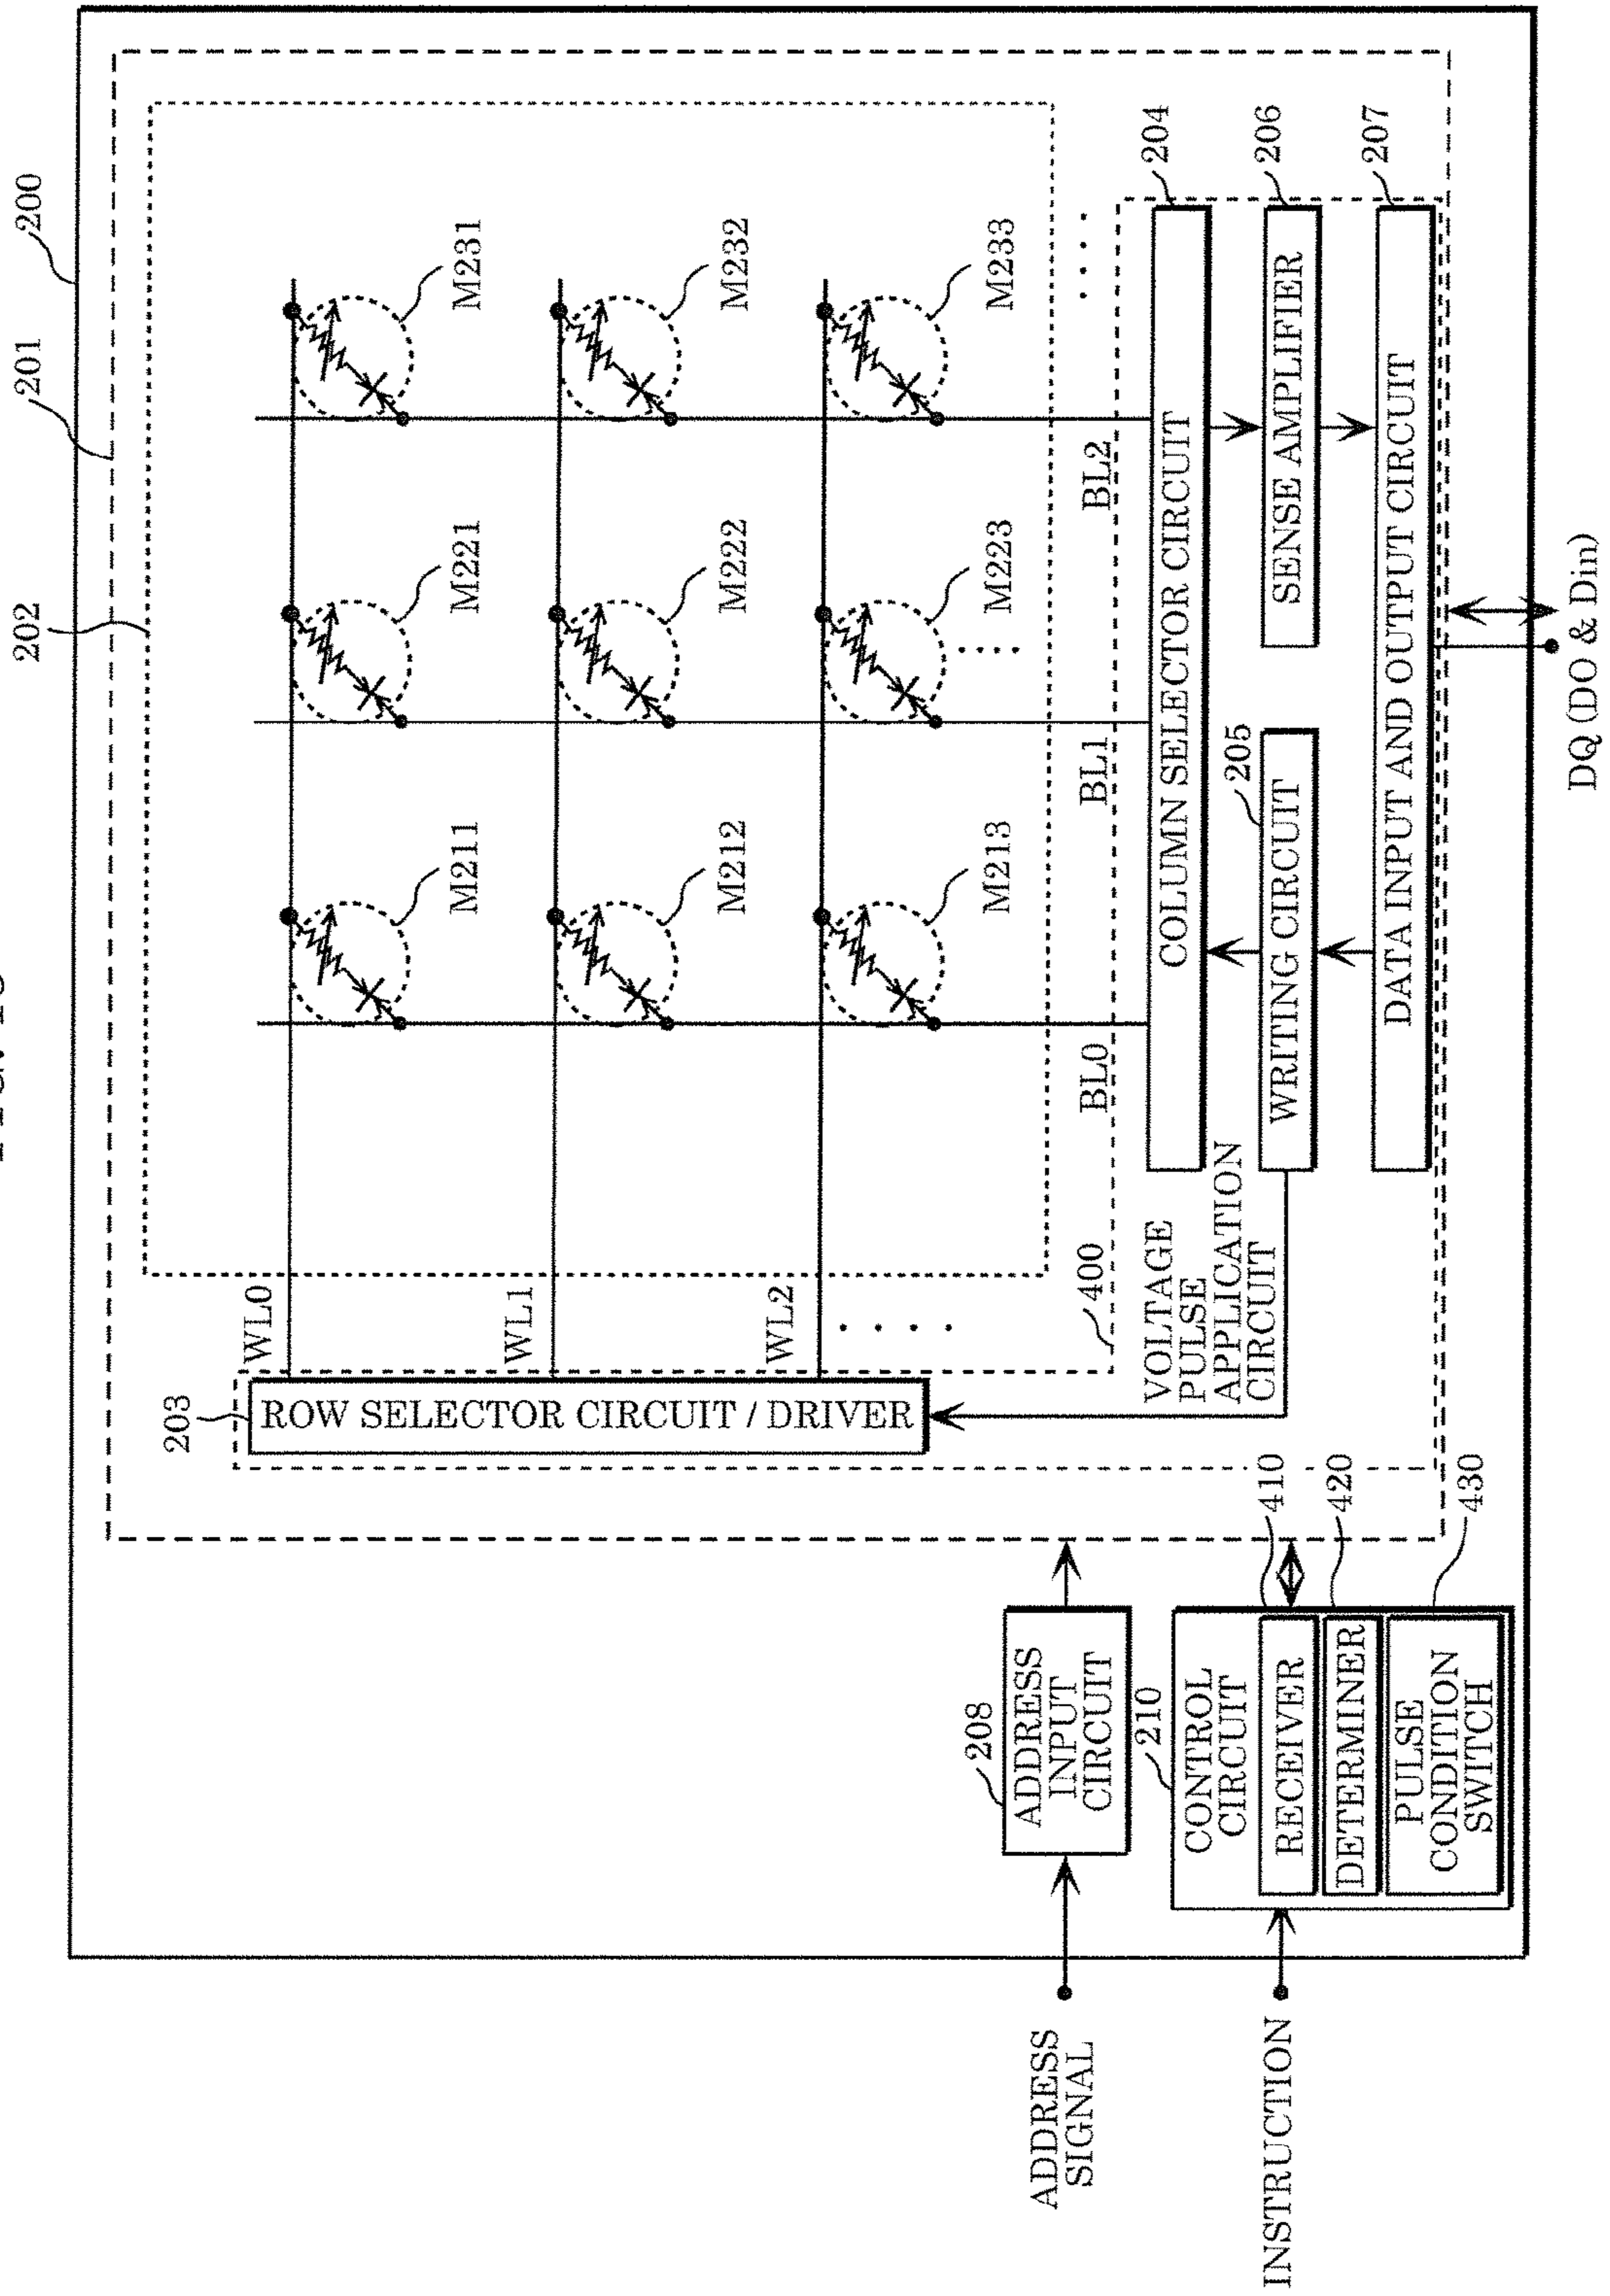 200
201
202
WL0
M211
M221
M231
203
ROW SELECTOR CIRCUIT / DRIVER
WL1
M212
M222
M232
WL2
M213
M223
M233
400
BL0
BL1
BL2
VOLTAGE
PULSE
APPLICATION
CIRCUIT
COLUMN SELECTOR CIRCUIT
204
205
WRITING CIRCUIT
SENSE AMPLIFIER
206
DATA INPUT AND OUTPUT CIRCUIT
207
ADDRESS
SIGNAL
208
ADDRESS
INPUT
CIRCUIT
INSTRUCTION
210
CONTROL
CIRCUIT
RECEIVER
410
DETERMINER
420
PULSE
CONDITION
SWITCH
430
DQ (DO & Din)